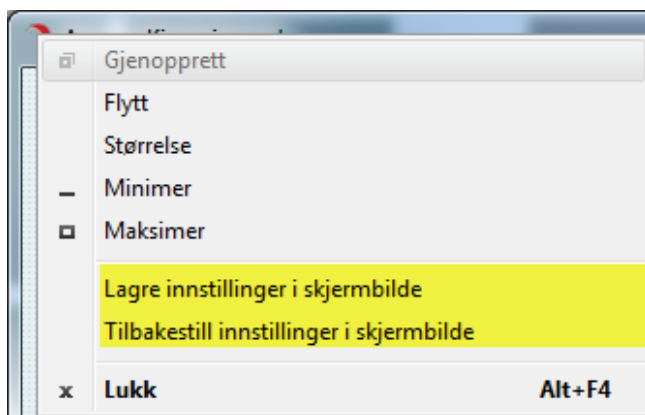 Gjenopprett
Flytt
Størrelse
Minimer
Maksimer
Lagre innstillinger i skjermbilde
Tilbakestill innstillinger i skjermbilde
Lukk Alt+F4